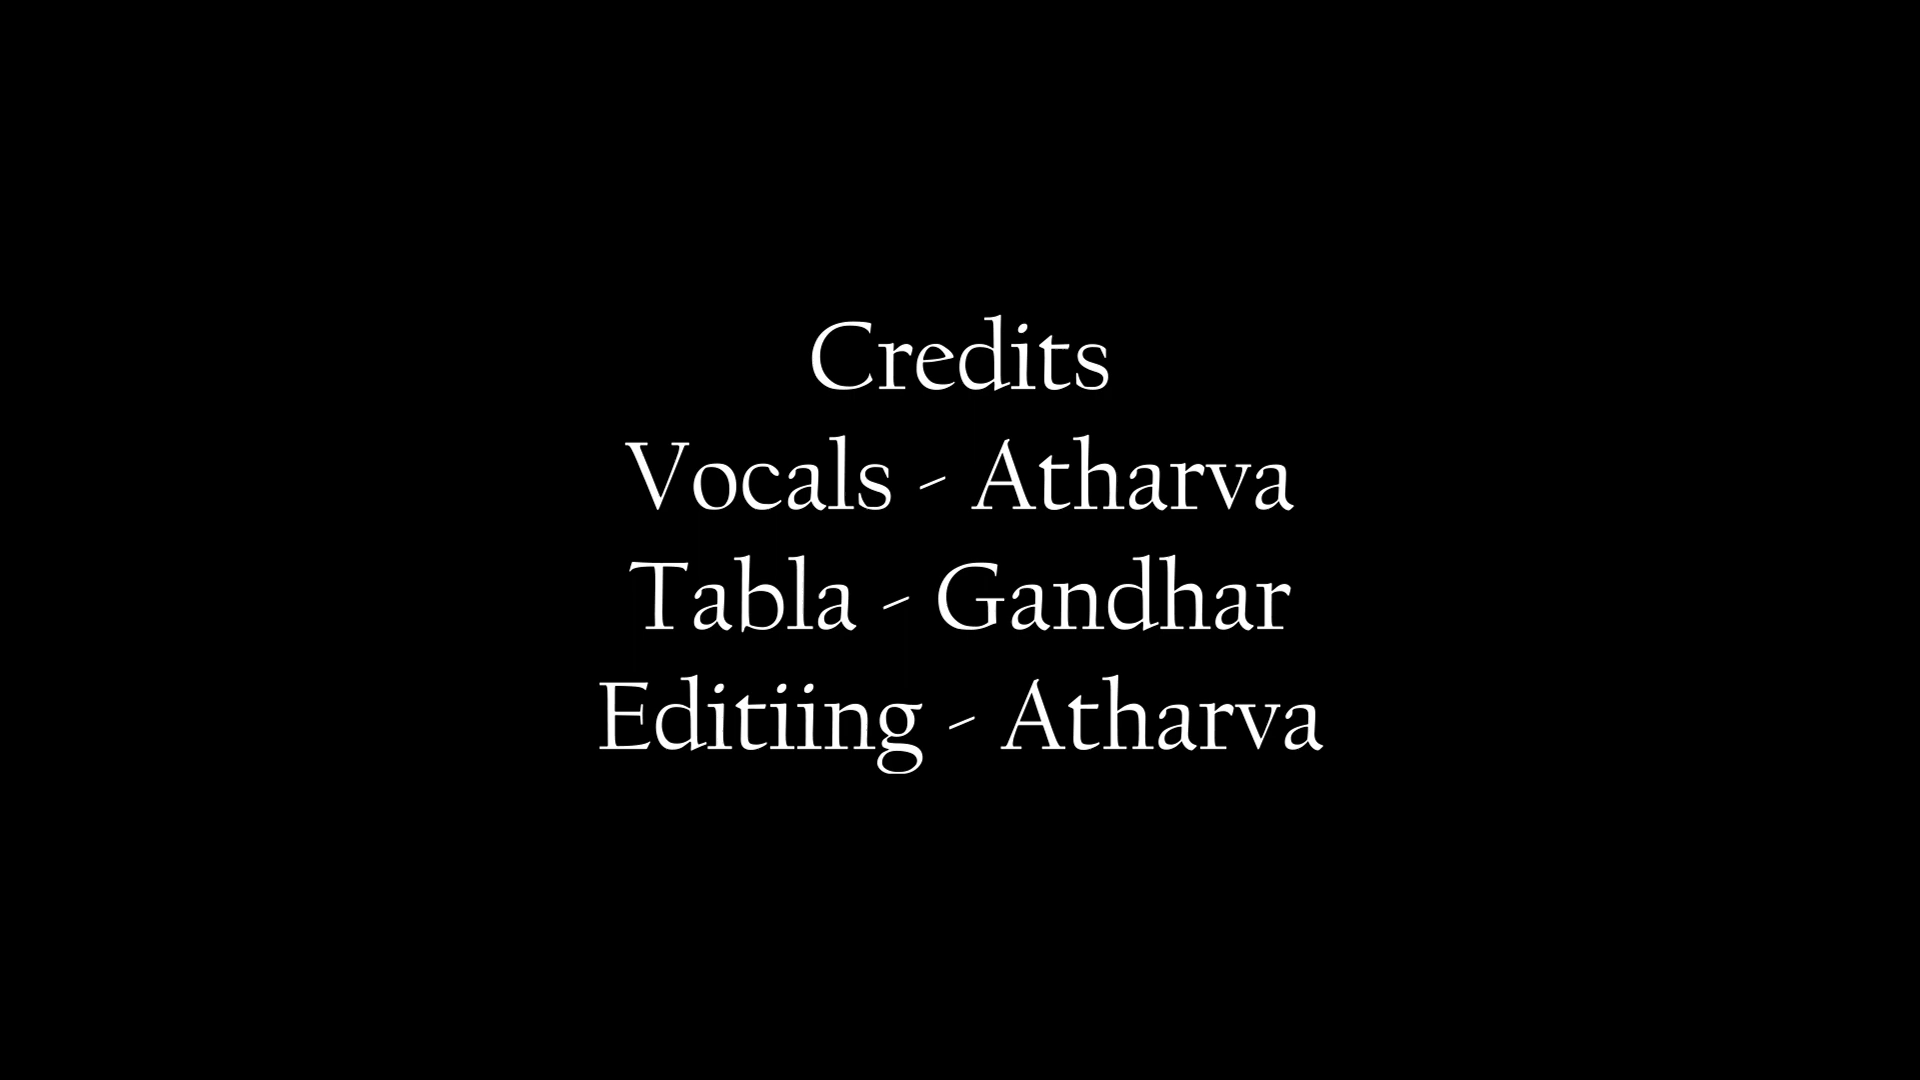 Credits
Vocals - Atharva
Tabla - Gandhar
Editiing - Atharva